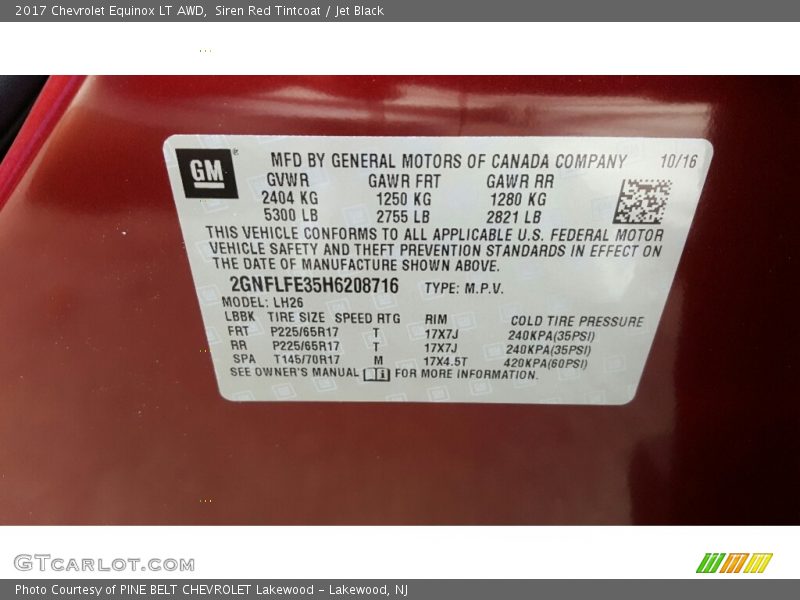 2017 Chevrolet Equinox LT AWD, Siren Red Tintcoat / Jet Black
GM
MFD BY GENERAL MOTORS OF CANADA COMPANY 10/16
GVWR GAWR FRT GAWR RR
2404 KG 1250 KG 1280 KG
5300 LB 2755 LB 2821 LB
THIS VEHICLE CONFORMS TO ALL APPLICABLE U.S. FEDERAL MOTOR
VEHICLE SAFETY AND THEFT PREVENTION STANDARDS IN EFFECT ON
THE DATE OF MANUFACTURE SHOWN ABOVE.
2GNFLFE35H6208716 TYPE: M.P.V.
MODEL: LH26
LBBK TIRE SIZE SPEED RTG RIM COLD TIRE PRESSURE
FRT P225/65R17 T 17X7J 240KPA(35PSI)
RR P225/65R17 T 17X7J 240KPA(35PSI)
SPA T145/70R17 M 17X4.5T 420KPA(60PSI)
SEE OWNER'S MANUAL FOR MORE INFORMATION.
GTCARLOT.COM
Photo Courtesy of PINE BELT CHEVROLET Lakewood - Lakewood, NJ